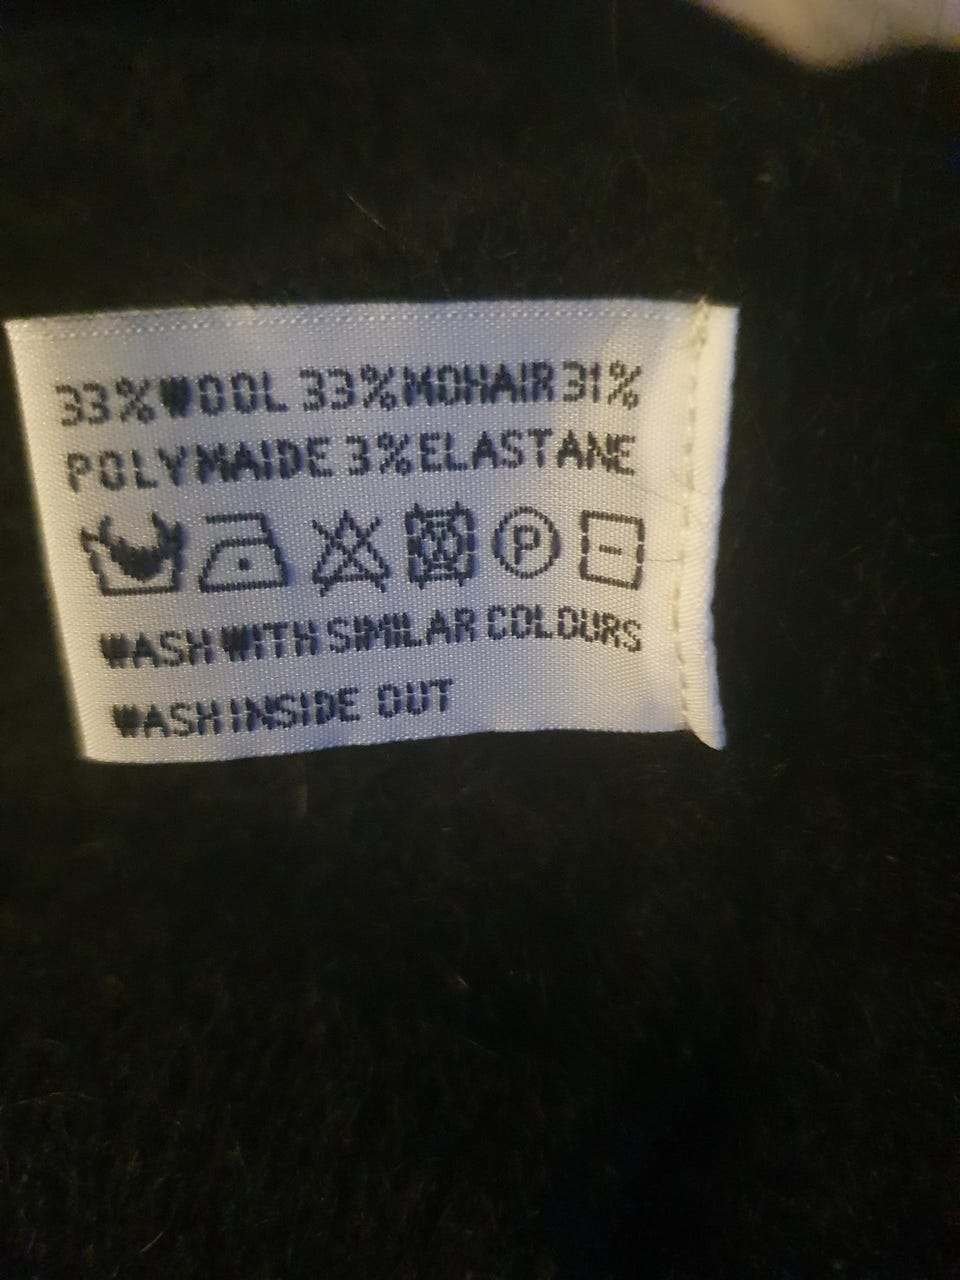 33% WOOL 33% MOHAIR 31%
POLYMAIDE 3% ELASTANE
P
WASH WITH SIMILAR COLOURS
WASH INSIDE OUT